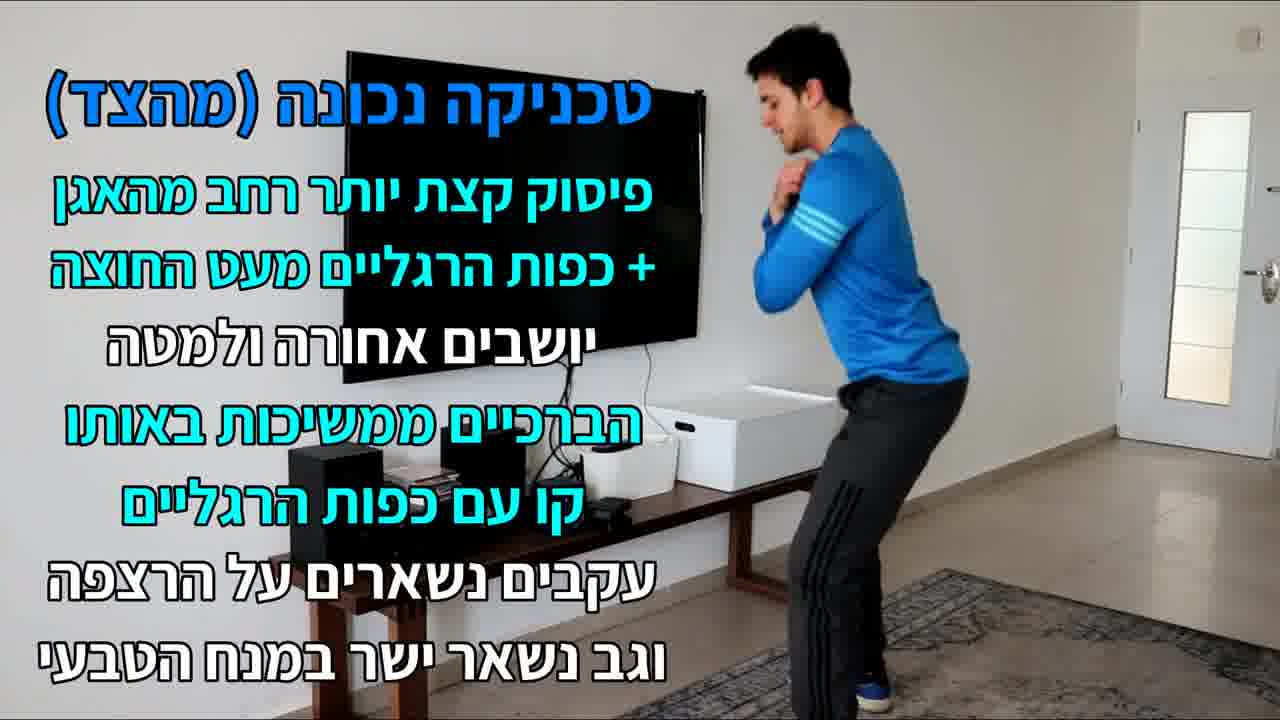 טכניקה נכונה (מהצד)
פיסוק קצת יותר רחב מהאגן
+ כפות הרגליים מעט החוצה
יושבים אחורה ולמטה
הברכיים ממשיכות באותו
קו עם כפות הרגליים
עקבים נשארים על הרצפה
וגב נשאר ישר במנח הטבעי